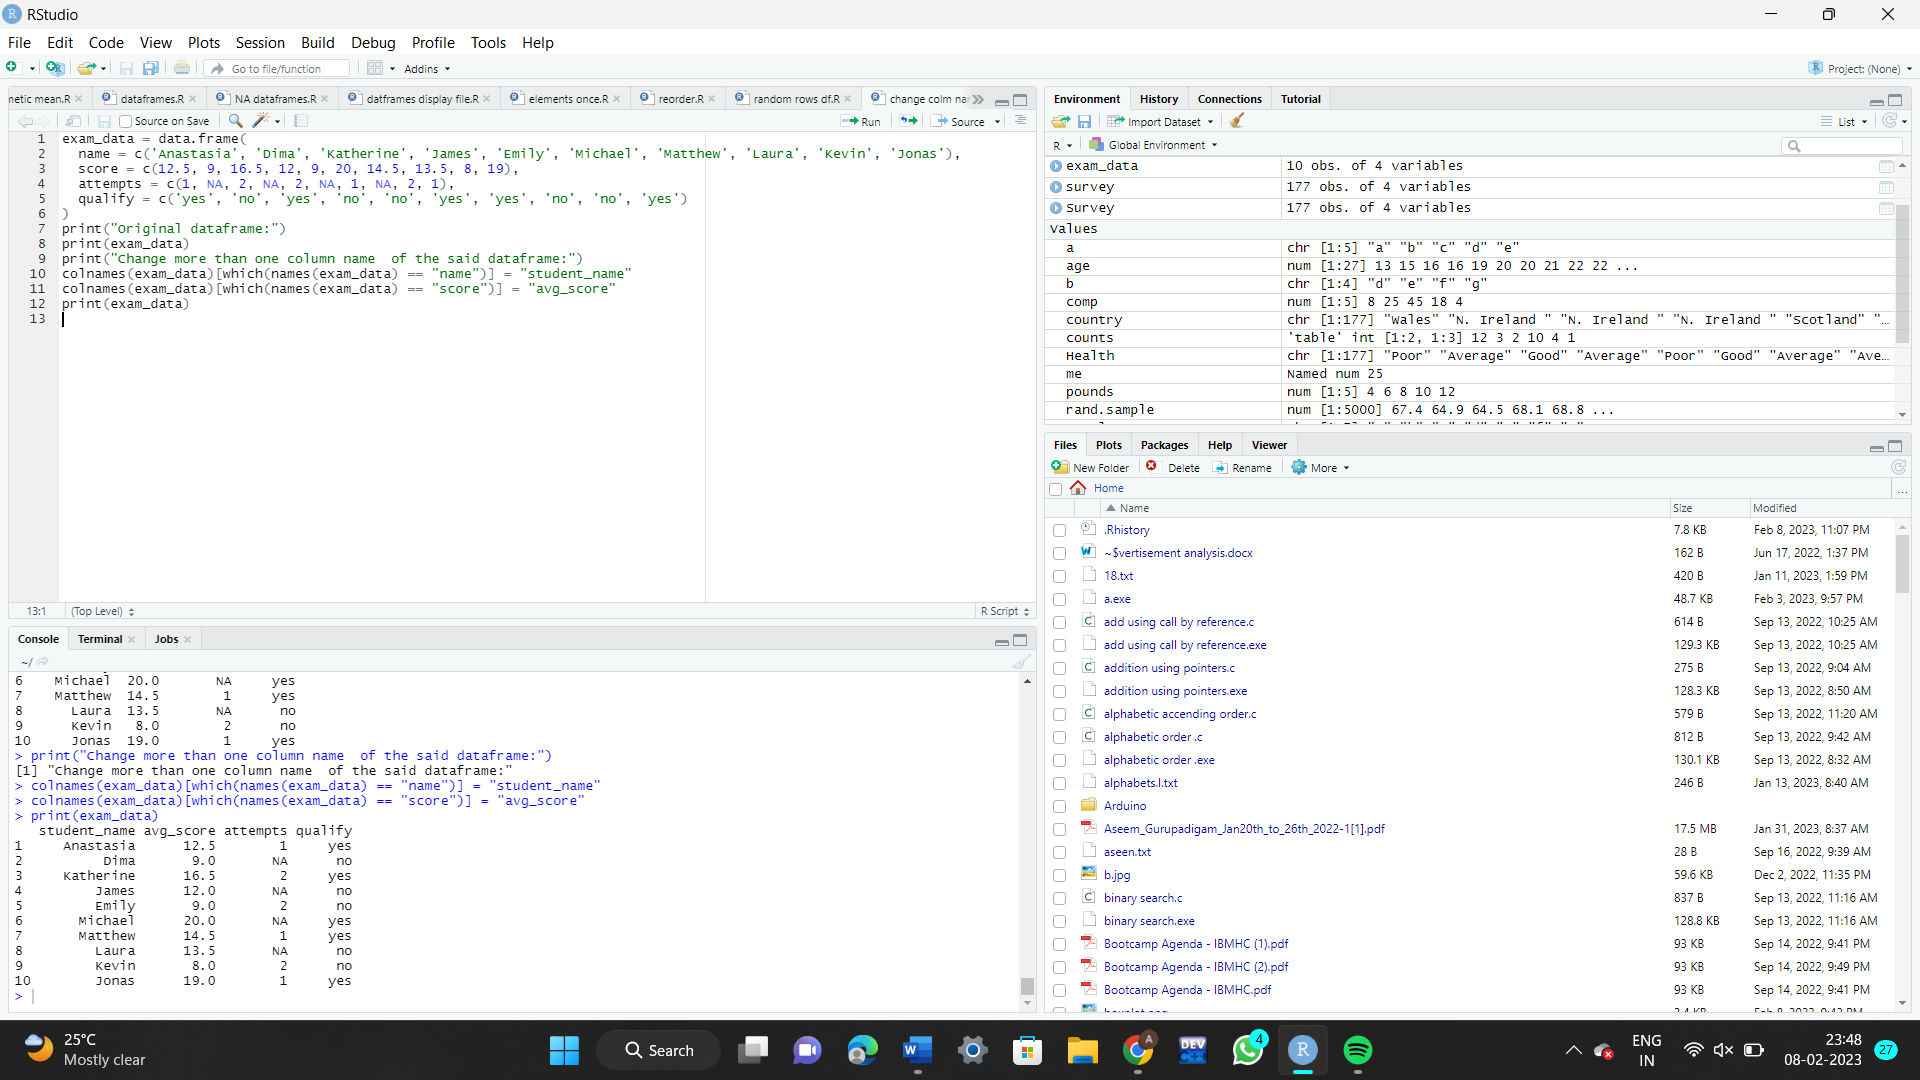 RStudio
File Edit Code View Plots Session Build Debug Profile Tools Help
Go to file/function Addins Project: (None)
netic mean.R dataframes.R NA dataframes.R datframes display file.R elements once.R reorder.R random rows df.R change colm nar
Source on Save Run Source
1 exam_data = data.frame(
2 name = c('Anastasia', 'Dima', 'Katherine', 'James', 'Emily', 'Michael', 'Matthew', 'Laura', 'Kevin', 'Jonas'),
3 score = c(12.5, 9, 16.5, 12, 9, 20, 14.5, 13.5, 8, 19),
4 attempts = c(1, NA, 2, NA, 2, NA, 1, NA, 2, 1),
5 qualify = c('yes', 'no', 'yes', 'no', 'no', 'yes', 'yes', 'no', 'no', 'yes')
6 )
7 print("Original dataframe:")
8 print(exam_data)
9 print("Change more than one column name  of the said dataframe:")
10 colnames(exam_data)[which(names(exam_data) == "name")] = "student_name"
11 colnames(exam_data)[which(names(exam_data) == "score")] = "avg_score"
12 print(exam_data)
13
13:1 (Top Level) R Script
Console Terminal Jobs
~/
6 Michael 20.0 NA yes
7 Matthew 14.5 1 yes
8 Laura 13.5 NA no
9 Kevin 8.0 2 no
10 Jonas 19.0 1 yes
> print("Change more than one column name  of the said dataframe:")
[1] "Change more than one column name  of the said dataframe:"
> colnames(exam_data)[which(names(exam_data) == "name")] = "student_name"
> colnames(exam_data)[which(names(exam_data) == "score")] = "avg_score"
> print(exam_data)
student_name avg_score attempts qualify
1 Anastasia 12.5 1 yes
2 Dima 9.0 NA no
3 Katherine 16.5 2 yes
4 James 12.0 NA no
5 Emily 9.0 2 no
6 Michael 20.0 NA yes
7 Matthew 14.5 1 yes
8 Laura 13.5 NA no
9 Kevin 8.0 2 no
10 Jonas 19.0 1 yes
>
Environment History Connections Tutorial
Import Dataset List
R Global Environment
exam_data 10 obs. of 4 variables
survey 177 obs. of 4 variables
Survey 177 obs. of 4 variables
Values
a chr [1:5] "a" "b" "c" "d" "e"
age num [1:27] 13 15 16 16 19 20 20 21 22 22 ...
b chr [1:4] "d" "e" "f" "g"
comp num [1:5] 8 25 45 18 4
country chr [1:177] "Wales" "N. Ireland " "N. Ireland " "N. Ireland " "Scotland" "…
counts 'table' int [1:2, 1:3] 12 3 2 10 4 1
Health chr [1:177] "Poor" "Average" "Good" "Average" "Poor" "Good" "Average" "Ave…
me Named num 25
pounds num [1:5] 4 6 8 10 12
rand.sample num [1:5000] 67.4 64.9 64.5 68.1 68.8 ...
Files Plots Packages Help Viewer
New Folder Delete Rename More
Home ...
Name Size Modified
.Rhistory 7.8 KB Feb 8, 2023, 11:07 PM
~$vertisement analysis.docx 162 B Jun 17, 2022, 1:37 PM
18.txt 420 B Jan 11, 2023, 1:59 PM
a.exe 48.7 KB Feb 3, 2023, 9:57 PM
add using call by reference.c 614 B Sep 13, 2022, 10:25 AM
add using call by reference.exe 129.3 KB Sep 13, 2022, 10:25 AM
addition using pointers.c 275 B Sep 13, 2022, 9:04 AM
addition using pointers.exe 128.3 KB Sep 13, 2022, 8:50 AM
alphabetic accending order.c 579 B Sep 13, 2022, 11:20 AM
alphabetic order .c 812 B Sep 13, 2022, 9:42 AM
alphabetic order .exe 130.1 KB Sep 13, 2022, 8:32 AM
alphabets.l.txt 246 B Jan 13, 2023, 8:40 AM
Arduino
Aseem_Gurupadigam_Jan20th_to_26th_2022-1[1].pdf 17.5 MB Jan 31, 2023, 8:37 AM
aseen.txt 28 B Sep 16, 2022, 9:39 AM
b.jpg 59.6 KB Dec 2, 2022, 11:35 PM
binary search.c 837 B Sep 13, 2022, 11:16 AM
binary search.exe 128.8 KB Sep 13, 2022, 11:16 AM
Bootcamp Agenda - IBMHC (1).pdf 93 KB Sep 14, 2022, 9:41 PM
Bootcamp Agenda - IBMHC (2).pdf 93 KB Sep 14, 2022, 9:49 PM
Bootcamp Agenda - IBMHC.pdf 93 KB Sep 14, 2022, 9:41 PM
25°C
Mostly clear
Search
DEV C++
4
ENG
IN
23:48
08-02-2023
27